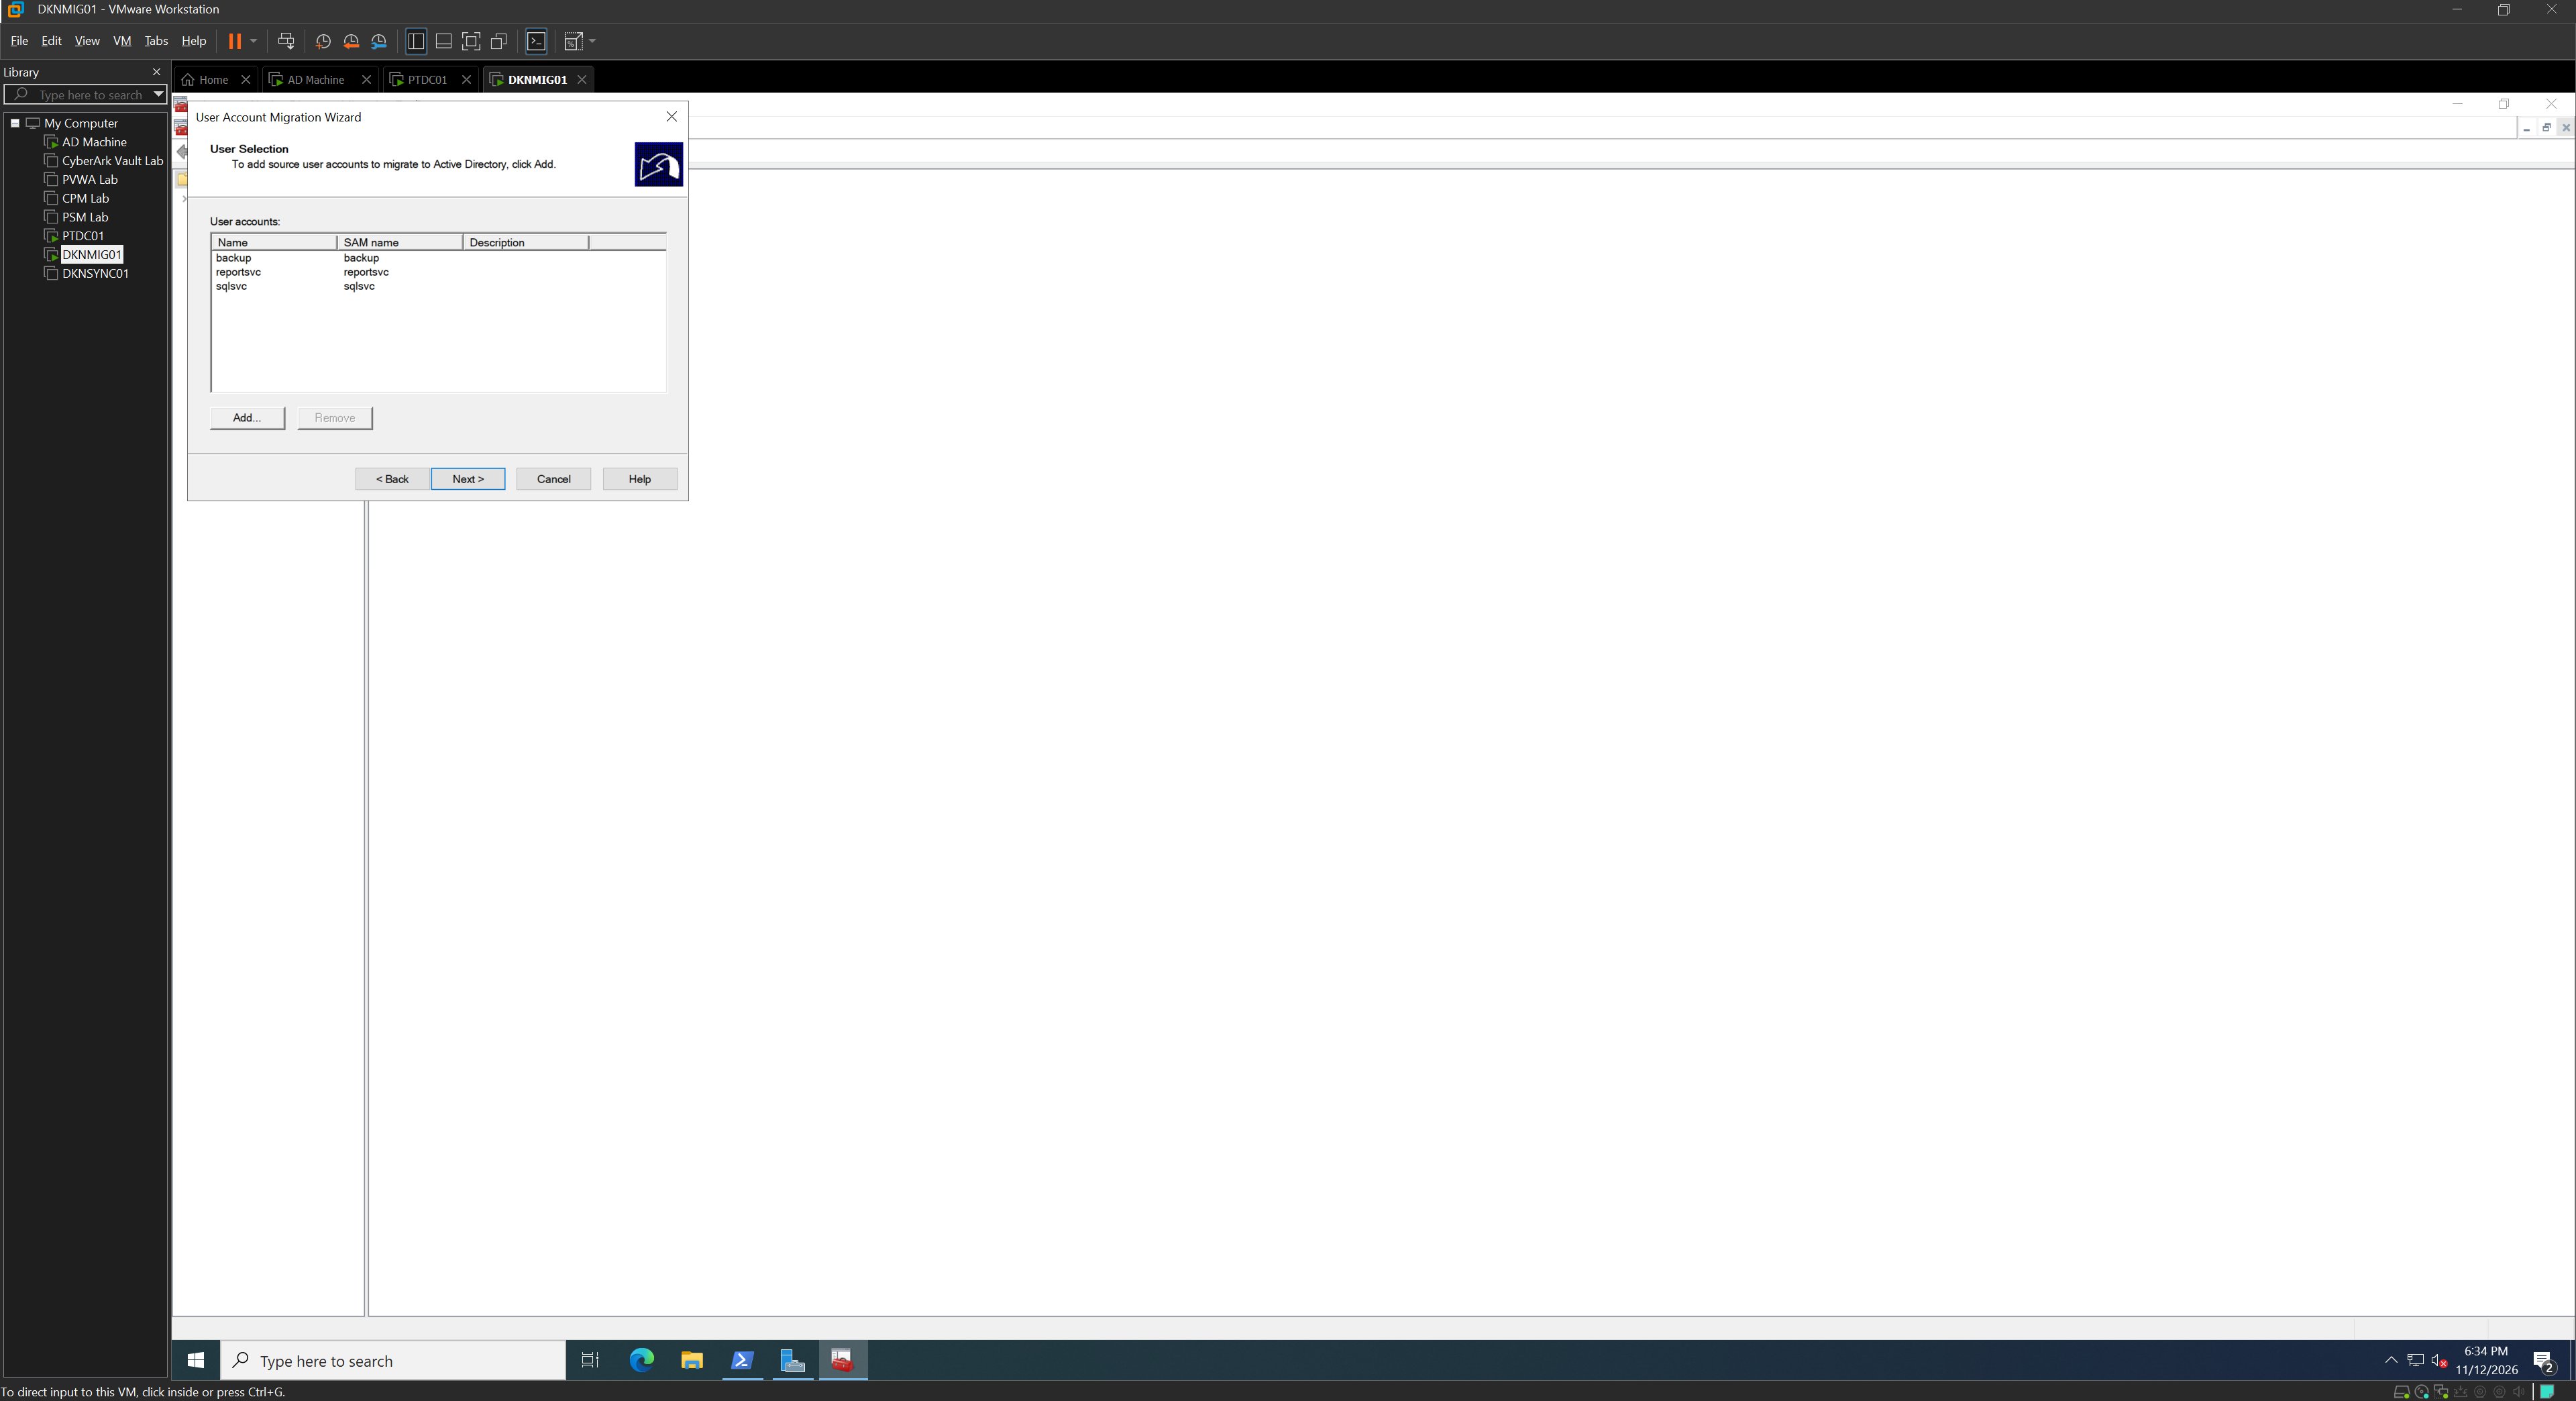 DKNMIG01 - VMware Workstation
File Edit View VM Tabs Help
Library
Type here to search
My Computer
AD Machine
CyberArk Vault Lab
PVWA Lab
CPM Lab
PSM Lab
PTDC01
DKNMIG01
DKNSYNC01
Home AD Machine PTDC01 DKNMIG01
User Account Migration Wizard
User Selection
To add source user accounts to migrate to Active Directory, click Add.
User accounts:
Name SAM name Description
backup backup
reportsvc reportsvc
sqlsvc sqlsvc
Add... Remove
< Back Next > Cancel Help
Type here to search
6:34 PM
11/12/2026
2
To direct input to this VM, click inside or press Ctrl+G.